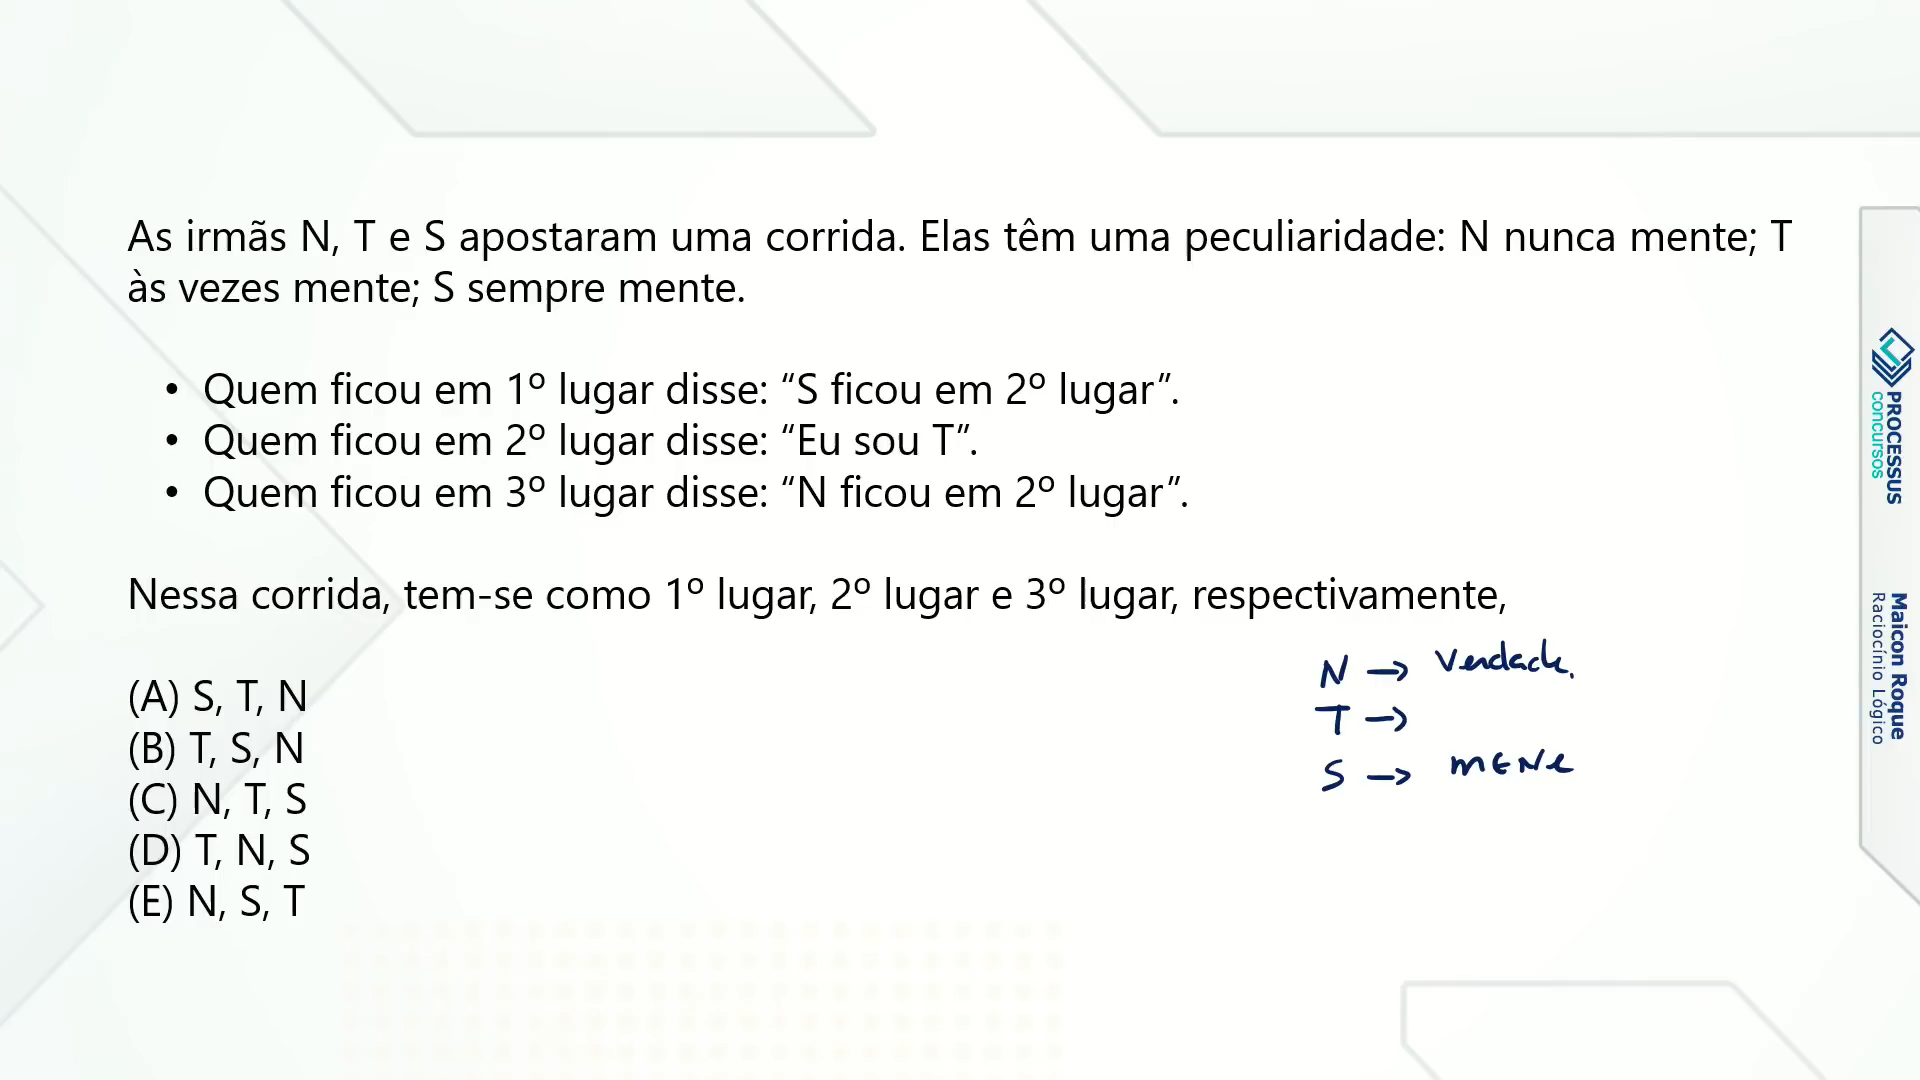 As irmãs N, T e S apostaram uma corrida. Elas têm uma peculiaridade: N nunca mente; T
às vezes mente; S sempre mente.
• Quem ficou em 1º lugar disse: “S ficou em 2º lugar”.
• Quem ficou em 2º lugar disse: “Eu sou T”.
• Quem ficou em 3º lugar disse: “N ficou em 2º lugar”.
Nessa corrida, tem-se como 1º lugar, 2º lugar e 3º lugar, respectivamente,
(A) S, T, N
(B) T, S, N
(C) N, T, S
(D) T, N, S
(E) N, S, T
N → Verdade.
T →
S →
PROCESSUS
concursos
Maicon Roque
Raciocínio Lógico